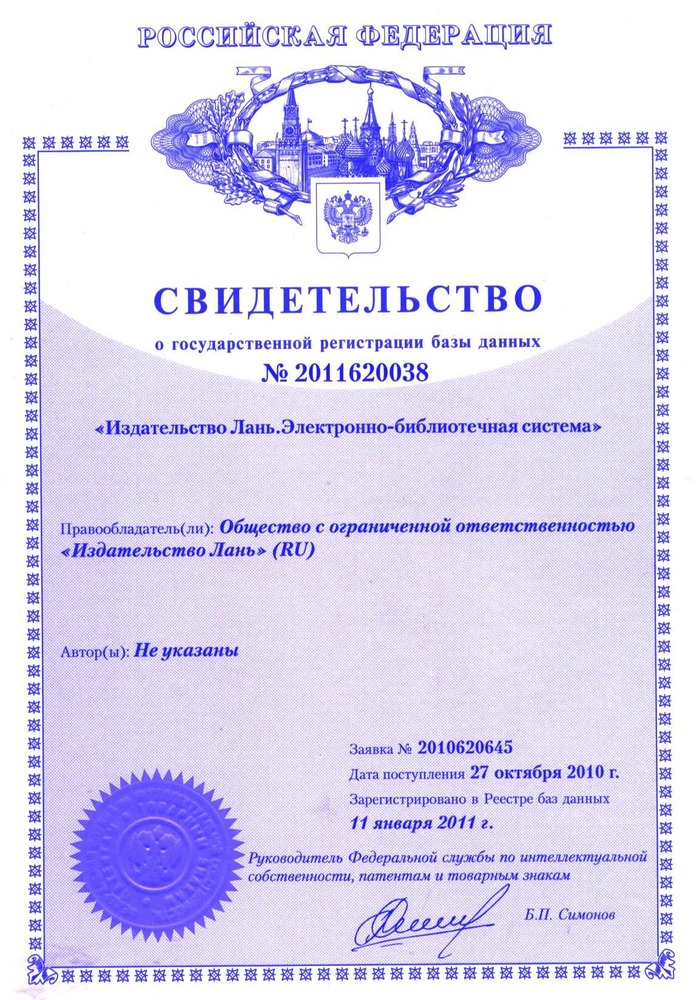 РОССИЙСКАЯ ФЕДЕРАЦИЯ
СВИДЕТЕЛЬСТВО
о государственной регистрации базы данных
№ 2011620038
«Издательство Лань.Электронно-библиотечная система»
Правообладатель(ли): Общество с ограниченной ответственностью
«Издательство Лань» (RU)
Автор(ы): Не указаны
Заявка № 2010620645
Дата поступления 27 октября 2010 г.
Зарегистрировано в Реестре баз данных
11 января 2011 г.
Руководитель Федеральной службы по интеллектуальной
собственности, патентам и товарным знакам
Б.П. Симонов